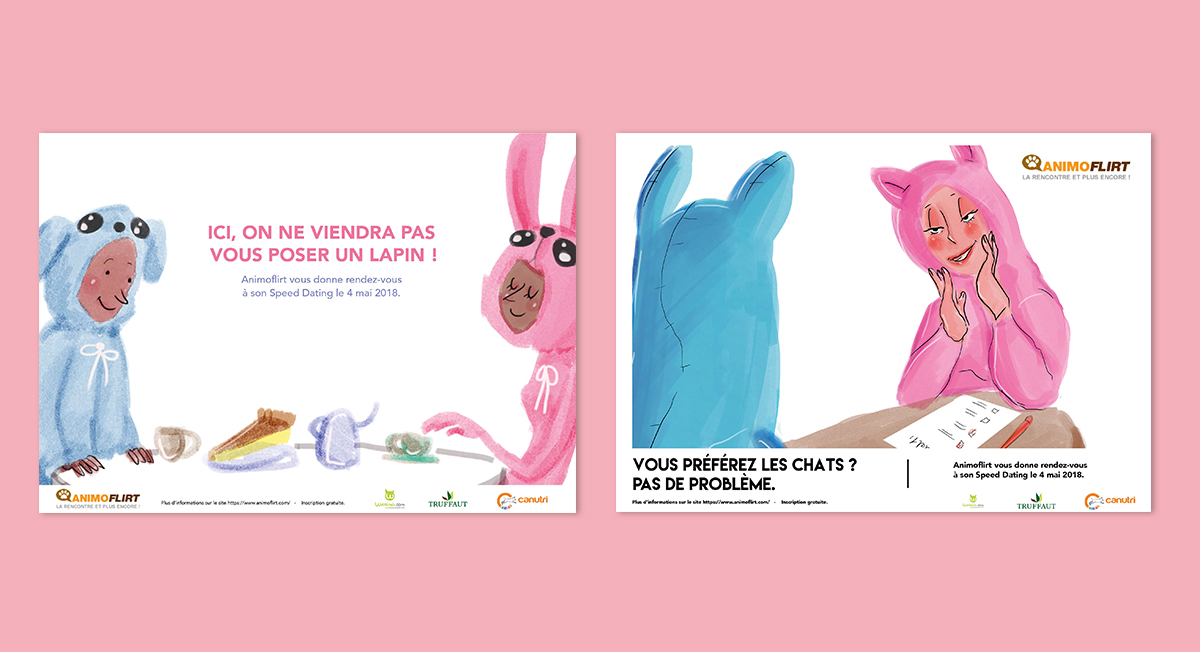 ICI, ON NE VIENDRA PAS
VOUS POSER UN LAPIN !
Animoflirt vous donne rendez-vous
à son Speed Dating le 4 mai 2018.
ANIMOFLIRT
LA RENCONTRE ET PLUS ENCORE !
Plus d'informations sur le site https://www.animoflirt.com/ - Inscription gratuite.
TRUFFAUT
canutri
ANIMOFLIRT
LA RENCONTRE ET PLUS ENCORE !
VOUS PRÉFÉREZ LES CHATS ?
PAS DE PROBLÈME.
Plus d'informations sur le site https://www.animoflirt.com/ - Inscription gratuite.
Animoflirt vous donne rendez-vous
à son Speed Dating le 4 mai 2018.
TRUFFAUT
canutri